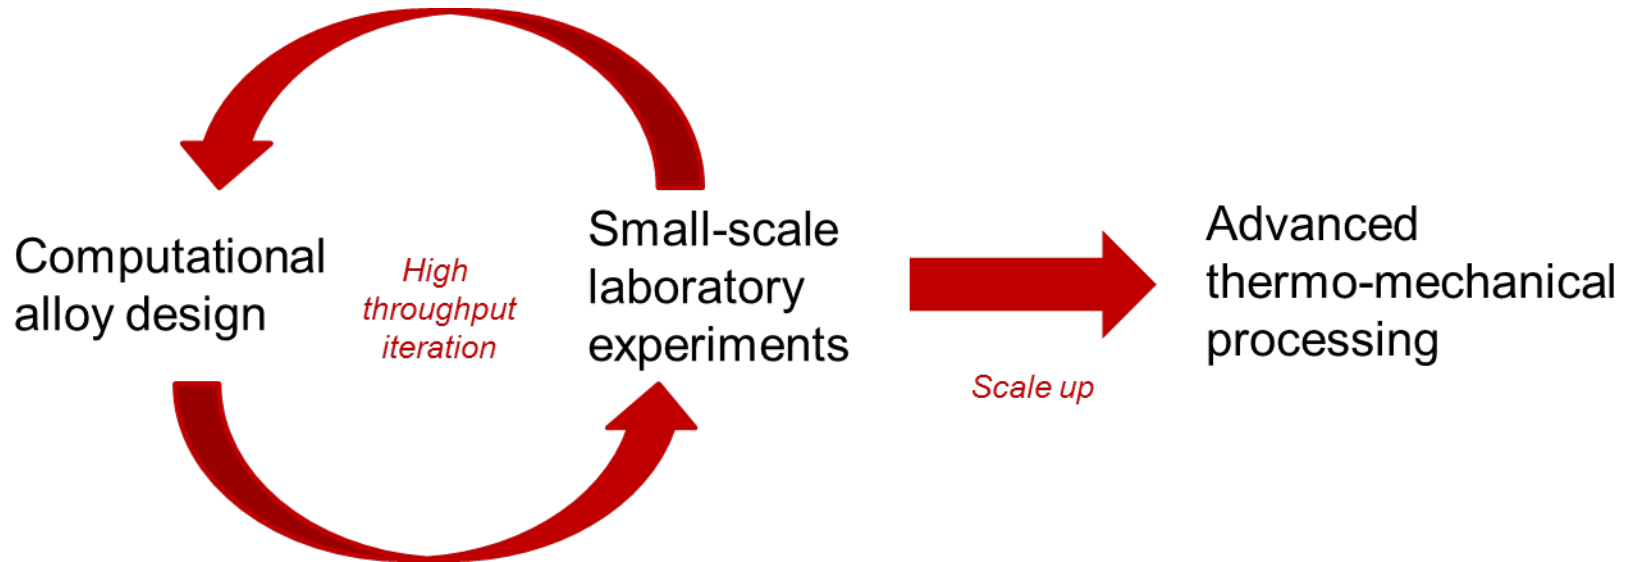 Computational
alloy design
High
throughput
iteration
Small-scale
laboratory
experiments
Scale up
Advanced
thermo-mechanical
processing